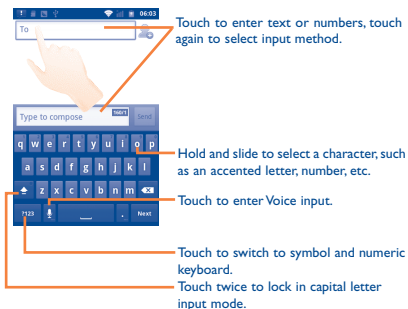 06:03
To
Touch to enter text or numbers, touch
again to select input method.
Type to compose
160/1
Send
q w e r t y u i o p
Hold and slide to select a character, such
as an accented letter, number, etc.
a s d f g h j k l
z x c v b n m
Touch to enter Voice input.
?123
.
Next
Touch to switch to symbol and numeric
keyboard.
Touch twice to lock in capital letter
input mode.